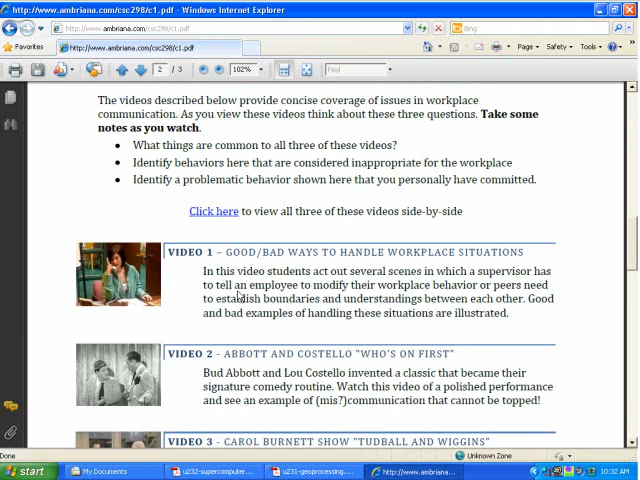 http://www.ambriana.com/csc298/c1.pdf - Windows Internet Explorer
http://www.ambriana.com/csc298/c1.pdf
Bing
Favorites
http://www.ambriana.com/csc298/c1.pdf
Page
Safety
Tools
2 / 3
102%
Find
The videos described below provide concise coverage of issues in workplace
communication. As you view these videos think about these three questions. Take some
notes as you watch.
• What things are common to all three of these videos?
• Identify behaviors here that are considered inappropriate for the workplace
• Identify a problematic behavior shown here that you personally have committed.
Click here to view all three of these videos side-by-side
VIDEO 1 – GOOD/BAD WAYS TO HANDLE WORKPLACE SITUATIONS
In this video students act out several scenes in which a supervisor has
to tell an employee to modify their workplace behavior or peers need
to establish boundaries and understandings between each other. Good
and bad examples of handling these situations are illustrated.
VIDEO 2 - ABBOTT AND COSTELLO "WHO'S ON FIRST"
Bud Abbott and Lou Costello invented a classic that became their
signature comedy routine. Watch this video of a polished performance
and see an example of (mis?)communication that cannot be topped!
VIDEO 3 - CAROL BURNETT SHOW "TUDBALL AND WIGGINS"
Done
Unknown Zone
start
My Documents
u232-supercomputer...
u231-geoprocessing....
http://www.ambriana...
10:32 AM